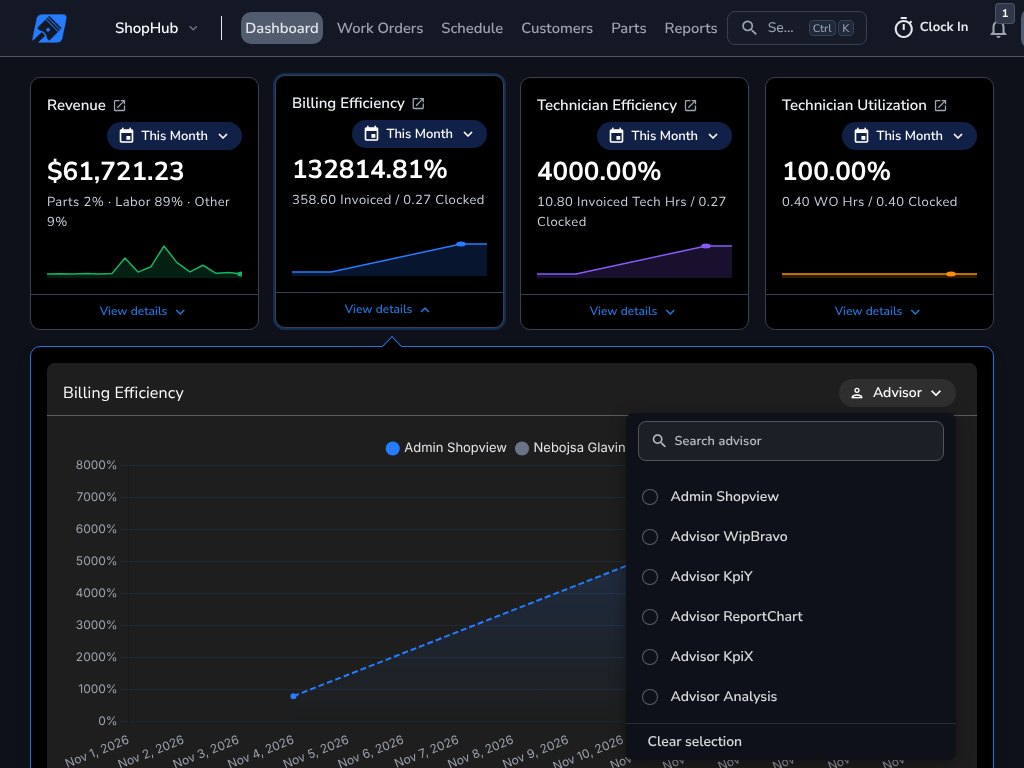 ShopHub Dashboard Work Orders Schedule Customers Parts Reports Se... Ctrl K Clock In 1
Revenue
This Month
$61,721.23
Parts 2% · Labor 89% · Other
9%
View details
Billing Efficiency
This Month
132814.81%
358.60 Invoiced / 0.27 Clocked
View details
Technician Efficiency
This Month
4000.00%
10.80 Invoiced Tech Hrs / 0.27
Clocked
View details
Technician Utilization
This Month
100.00%
0.40 WO Hrs / 0.40 Clocked
View details
Billing Efficiency
Advisor
Admin Shopview Nebojsa Glavin
8000%
7000%
6000%
5000%
4000%
3000%
2000%
1000%
0%
Nov 1, 2026 Nov 2, 2026 Nov 3, 2026 Nov 4, 2026 Nov 5, 2026 Nov 6, 2026 Nov 7, 2026 Nov 8, 2026 Nov 9, 2026 Nov 10, 2026
Search advisor
Admin Shopview
Advisor WipBravo
Advisor KpiY
Advisor ReportChart
Advisor KpiX
Advisor Analysis
Clear selection